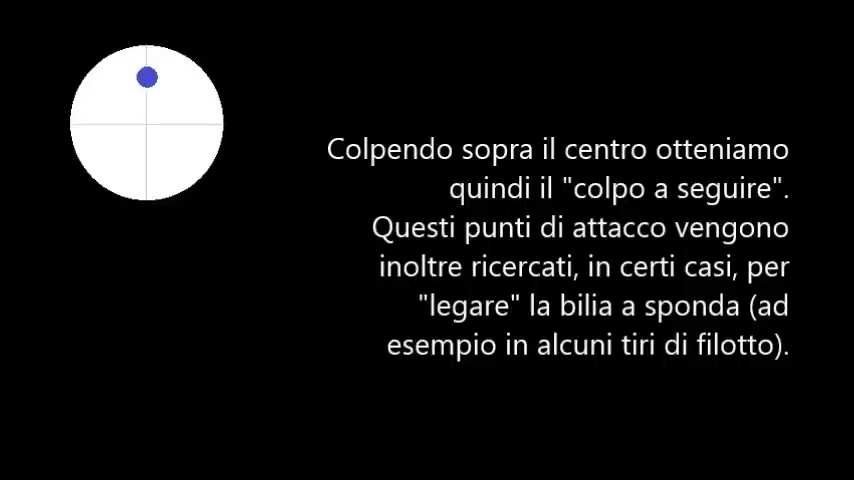 Colpendo sopra il centro otteniamo
quindi il "colpo a seguire".
Questi punti di attacco vengono
inoltre ricercati, in certi casi, per
"legare" la bilia a sponda (ad
esempio in alcuni tiri di filotto).